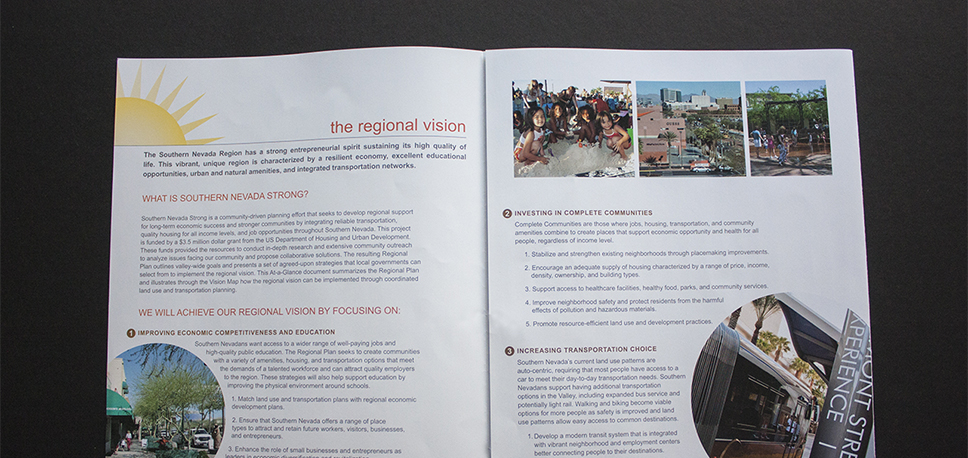 the regional vision
The Southern Nevada Region has a strong entrepreneurial spirit sustaining its high quality of
life. This vibrant, unique region is characterized by a resilient economy, excellent educational
opportunities, urban and natural amenities, and integrated transportation networks.
WHAT IS SOUTHERN NEVADA STRONG?
Southern Nevada Strong is a community-driven planning effort that seeks to develop regional support
for long-term economic success and stronger communities by integrating reliable transportation,
quality housing for all income levels, and job opportunities throughout Southern Nevada. This project
is funded by a $3.5 million dollar grant from the US Department of Housing and Urban Development.
These funds provided the resources to conduct in-depth research and extensive community outreach
to analyze issues facing our community and propose collaborative solutions. The resulting Regional
Plan outlines valley-wide goals and presents a set of agreed-upon strategies that local governments can
select from to implement the regional vision. This At-a-Glance document summarizes the Regional Plan
and illustrates through the Vision Map how the regional vision can be implemented through coordinated
land use and transportation planning.
WE WILL ACHIEVE OUR REGIONAL VISION BY FOCUSING ON:
1 IMPROVING ECONOMIC COMPETITIVENESS AND EDUCATION
Southern Nevadans want access to a wider range of well-paying jobs and
high-quality public education. The Regional Plan seeks to create communities
with a variety of amenities, housing, and transportation options that meet
the demands of a talented workforce and can attract quality employers
to the region. These strategies will also help support education by
improving the physical environment around schools.
1. Match land use and transportation plans with regional economic
development plans.
2. Ensure that Southern Nevada offers a range of place
types to attract and retain future workers, visitors, businesses,
and entrepreneurs.
3. Enhance the role of small businesses and entrepreneurs as
leaders in economic
2 INVESTING IN COMPLETE COMMUNITIES
Complete Communities are those where jobs, housing, transportation, and community
amenities combine to create places that support economic opportunity and health for all
people, regardless of income level.
1. Stabilize and strengthen existing neighborhoods through placemaking improvements.
2. Encourage an adequate supply of housing characterized by a range of price, income,
density, ownership, and building types.
3. Support access to healthcare facilities, healthy food, parks, and community services.
4. Improve neighborhood safety and protect residents from the harmful
effects of pollution and hazardous materials.
5. Promote resource-efficient land use and development practices.
3 INCREASING TRANSPORTATION CHOICE
Southern Nevada's current land use patterns are
auto-centric, requiring that most people have access to a
car to meet their day-to-day transportation needs. Southern
Nevadans support having additional transportation
options in the Valley, including expanded bus service and
potentially light rail. Walking and biking become viable
options for more people as safety is improved and land
use patterns allow easy access to common destinations.
1. Develop a modern transit system that is integrated
with vibrant neighborhood and employment centers
better connecting people to their destinations.